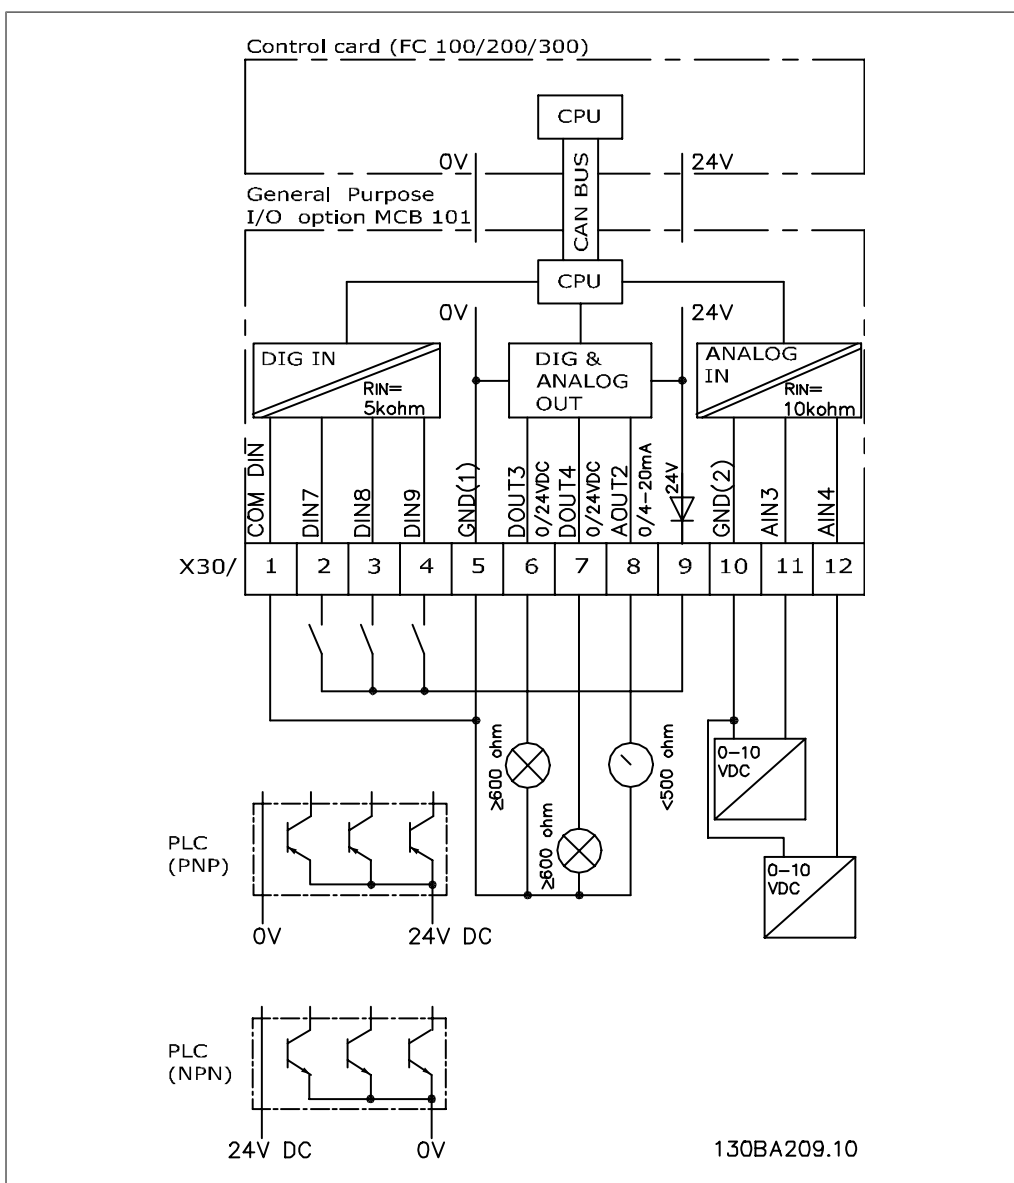 Control card (FC 100/200/300)
CPU
0V
24V
CAN BUS
General Purpose
I/O option MCB 101
CPU
0V
24V
DIG IN
RIN=
5kohm
DIG &
ANALOG
OUT
ANALOG
IN
RIN=
10kohm
COM DIN
DIN7
DIN8
DIN9
GND(1)
DOUT3
0/24VDC
DOUT4
0/24VDC
AOUT2
0/4-20mA
24V
GND(2)
AIN3
AIN4
X30/
1
2
3
4
5
6
7
8
9
10
11
12
≥600 ohm
≥600 ohm
<500 ohm
0-10
VDC
0-10
VDC
PLC
(PNP)
0V
24V DC
PLC
(NPN)
24V DC
0V
130BA209.10